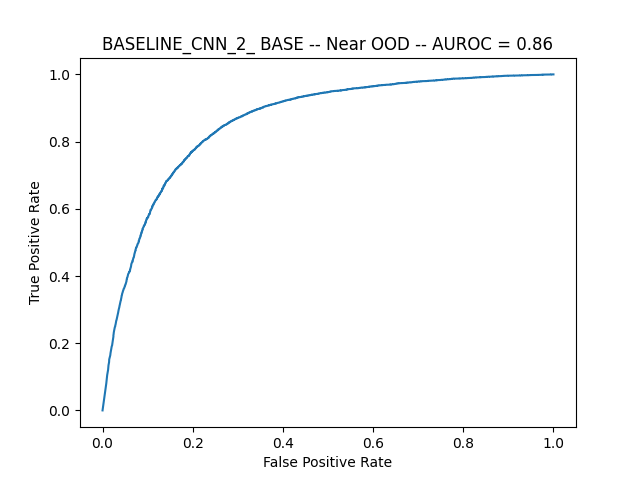 BASELINE_CNN_2_ BASE -- Near OOD -- AUROC = 0.86
True Positive Rate
1.0
0.8
0.6
0.4
0.2
0.0
0.0 0.2 0.4 0.6 0.8 1.0
False Positive Rate